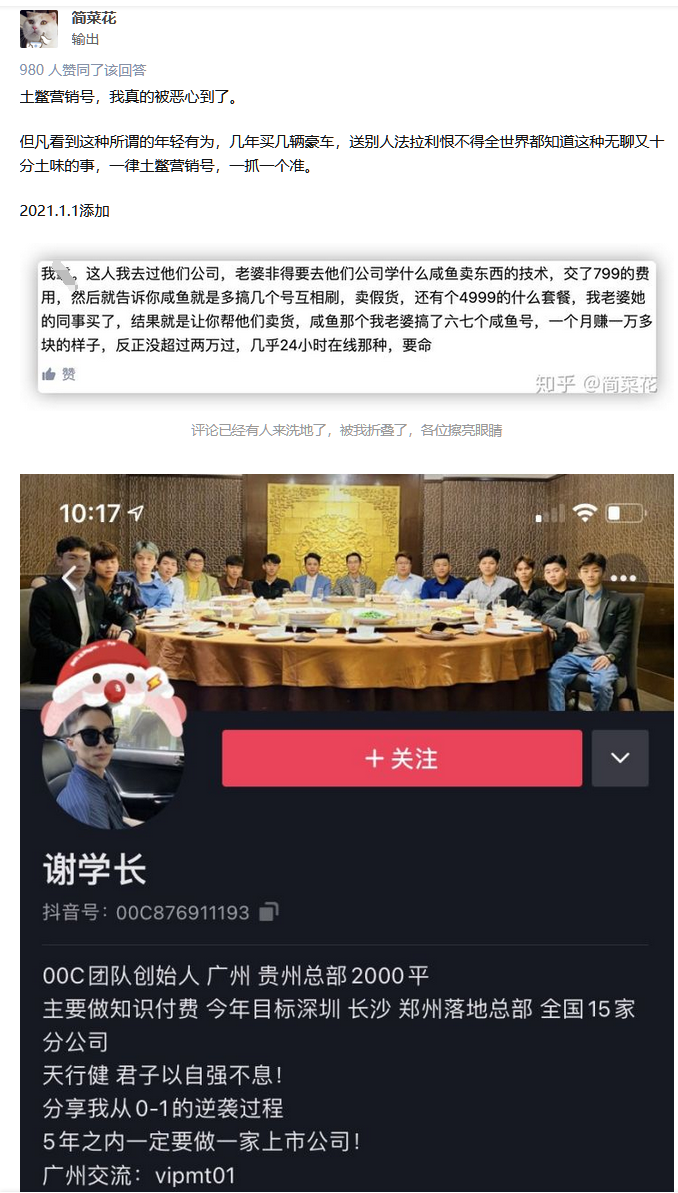 简菜花
输出
980 人赞同了该回答
土鳖营销号，我真的被恶心到了。
但凡看到这种所谓的年轻有为，几年买几辆豪车，送别人法拉利恨不得全世界都知道这种无聊又十
分土味的事，一律土鳖营销号，一抓一个准。
2021.1.1添加
我。这人我去过他们公司，老婆非得要去他们公司学什么咸鱼卖东西的技术，交了799的费
用，然后就告诉你咸鱼就是多搞几个号互相刷，卖假货，还有个4999的什么套餐，我老婆她
的同事买了，结果就是让你帮他们卖货，咸鱼那个我老婆搞了六七个咸鱼号，一个月赚一万多
块的样子，反正没超过两万过，几乎24小时在线那种，要命
赞
知乎 @简菜花
评论已经有人来洗地了，被我折叠了，各位擦亮眼睛
10:17
+ 关注
谢学长
抖音号：00C876911193
00C团队创始人 广州 贵州总部2000平
主要做知识付费 今年目标深圳 长沙 郑州落地总部 全国15家
分公司
天行健 君子以自强不息！
分享我从0-1的逆袭过程
5年之内一定要做一家上市公司！
广州交流：vipmt01